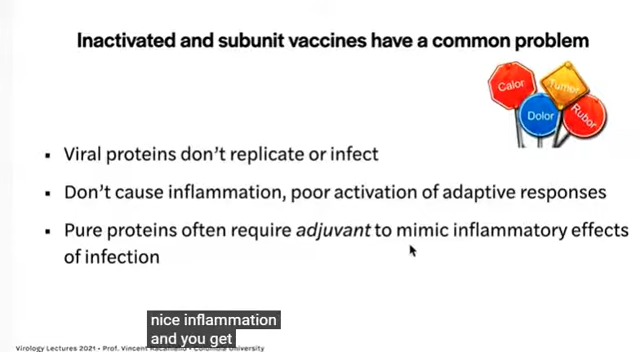 Inactivated and subunit vaccines have a common problem
Calor
Tumor
Dolor
Rubor
▪ Viral proteins don't replicate or infect
▪ Don't cause inflammation, poor activation of adaptive responses
▪ Pure proteins often require adjuvant to mimic inflammatory effects
of infection
nice inflammation
and you get
Virology Lectures 2021 • Prof. Vincent Racaniello • Columbia University